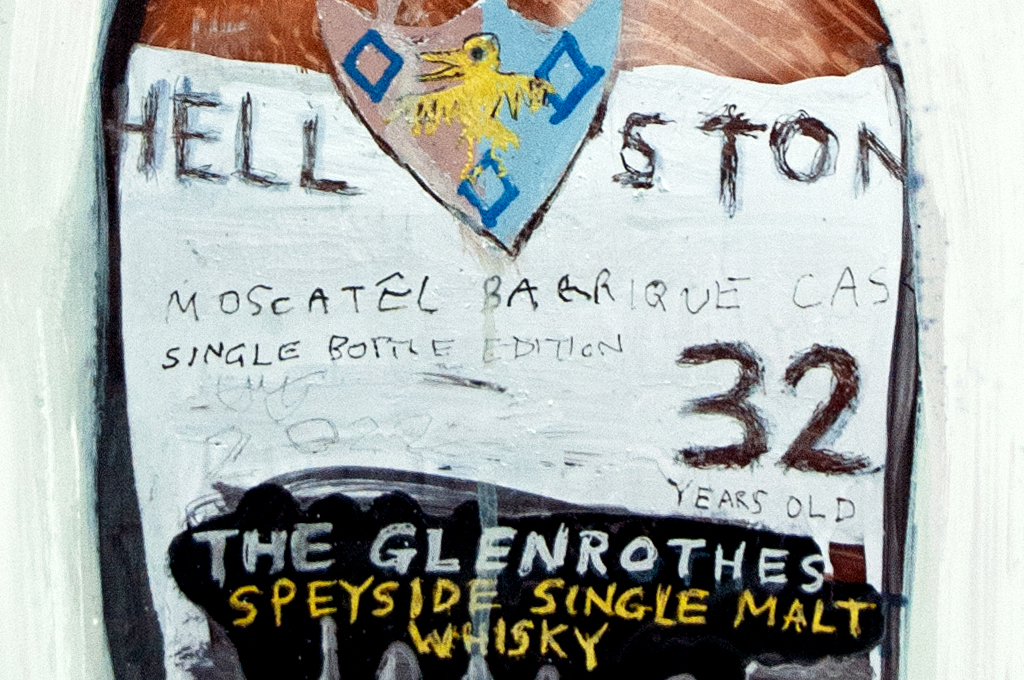 HELL STON
MOSCATEL BARRIQUE CAS
SINGLE BOTTLE EDITION
32
YEARS OLD
THE GLENROTHES
SPEYSIDE SINGLE MALT
WHISKY